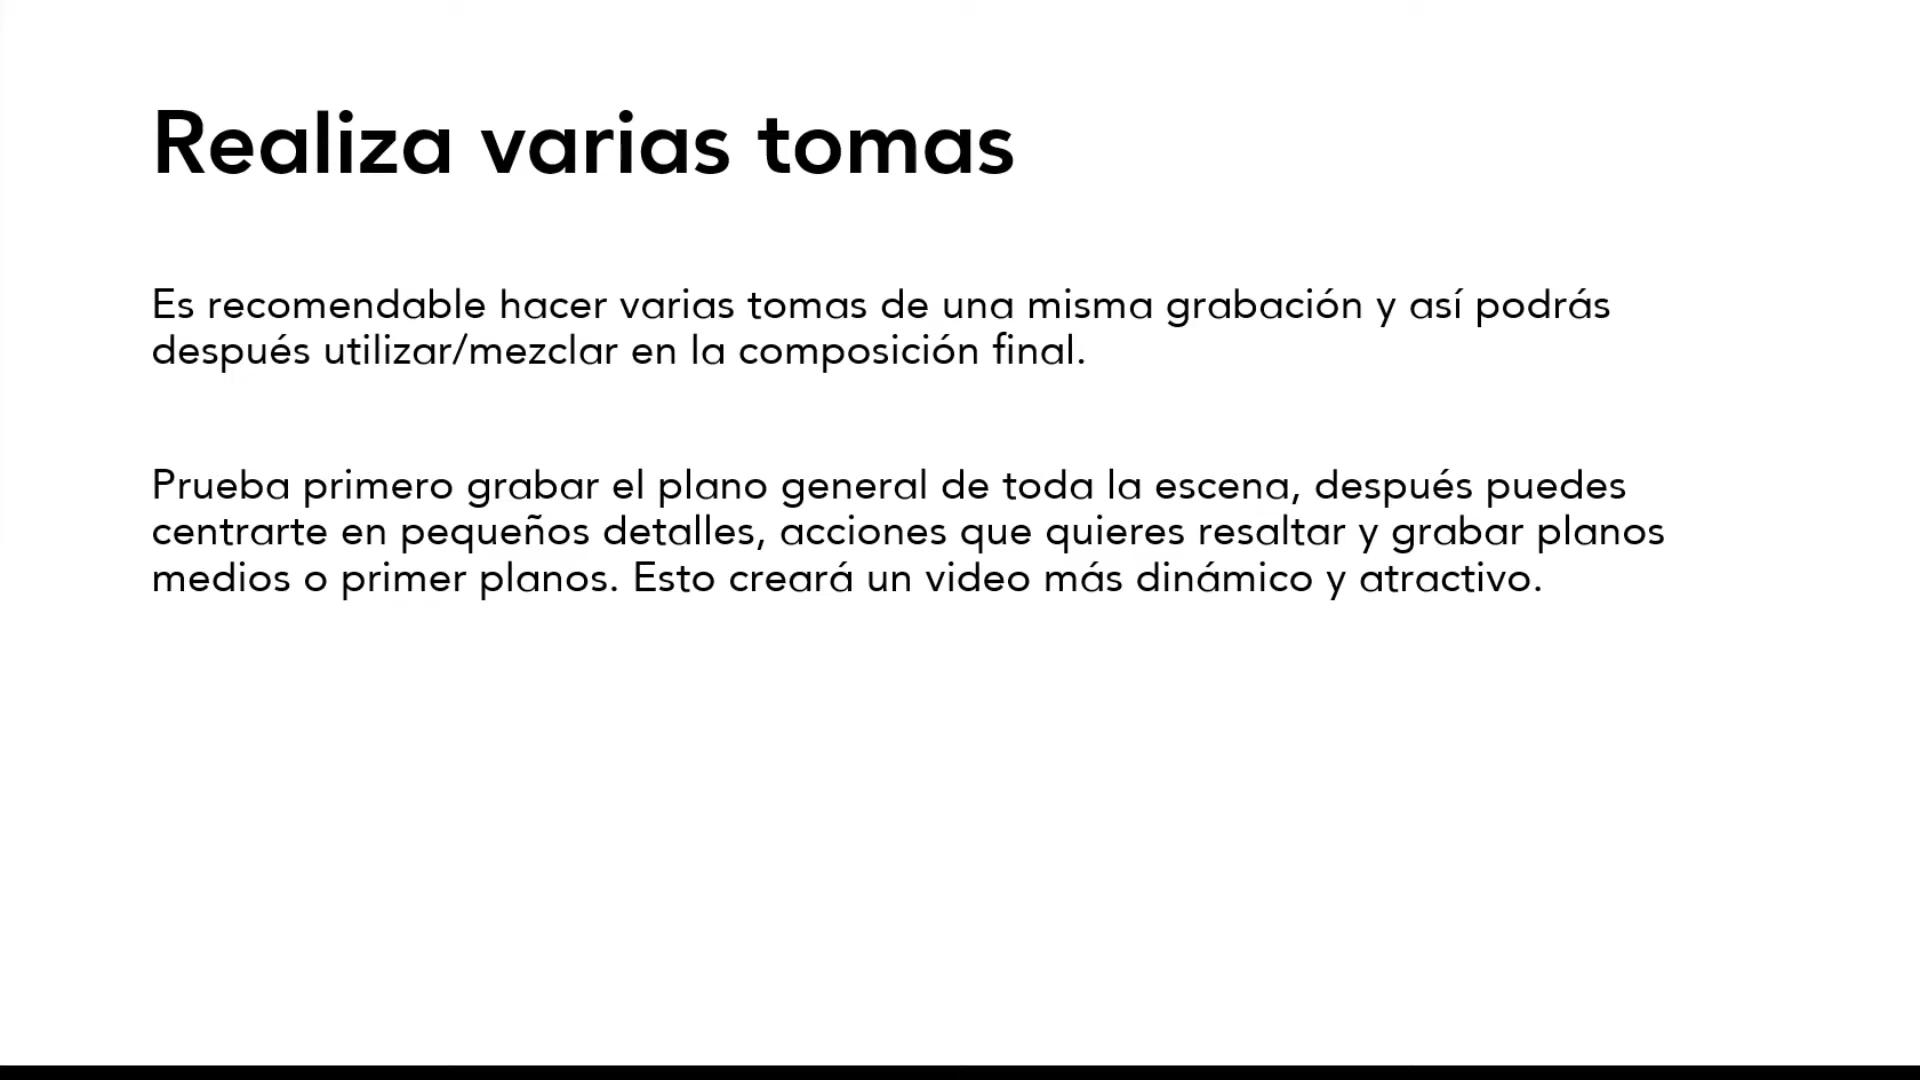 Realiza varias tomas
Es recomendable hacer varias tomas de una misma grabación y así podrás
después utilizar/mezclar en la composición final.
Prueba primero grabar el plano general de toda la escena, después puedes
centrarte en pequeños detalles, acciones que quieres resaltar y grabar planos
medios o primer planos. Esto creará un video más dinámico y atractivo.